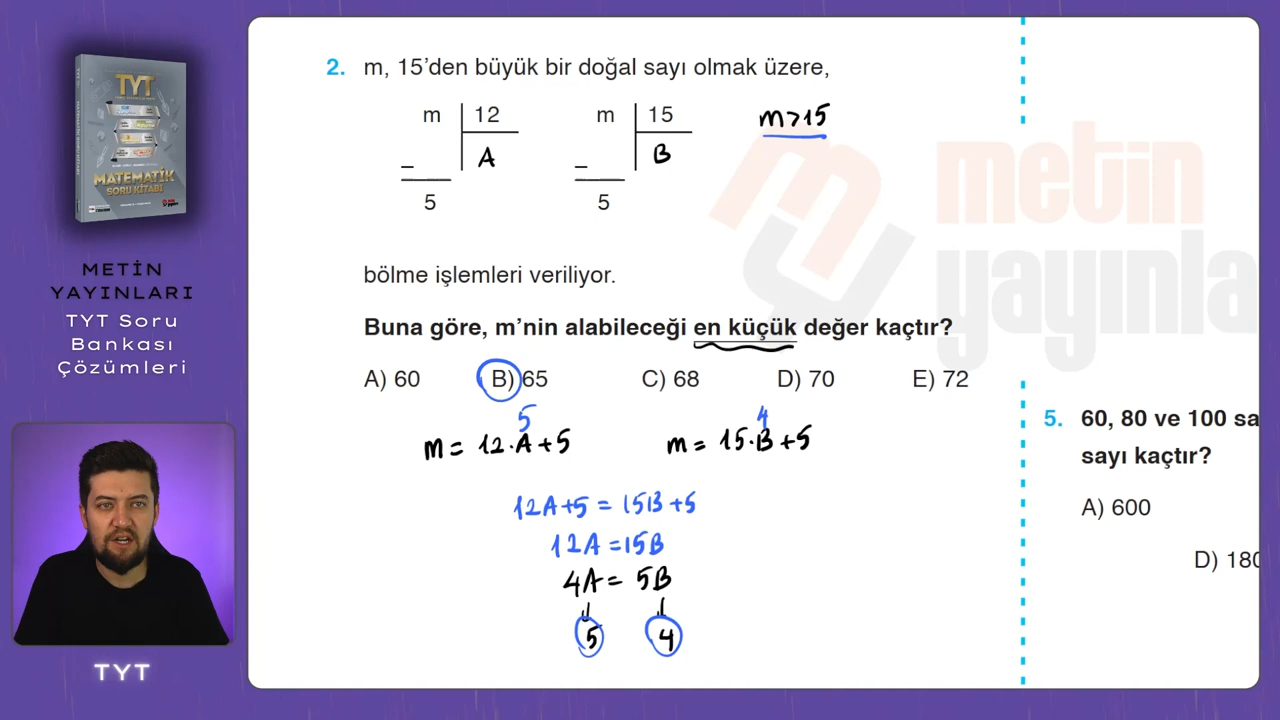 TYT
MATEMATİK
SORU KİTABI
METİN
YAYINLARI
TYT Soru
Bankası
Çözümleri
TYT
metin
yayınla
2. m, 15'den büyük bir doğal sayı olmak üzere,
m 12 m 15 m>15
A B
– –
5 5
bölme işlemleri veriliyor.
Buna göre, m'nin alabileceği en küçük değer kaçtır?
A) 60 B) 65 C) 68 D) 70 E) 72
5 4
m = 12.A+5 m = 15.B+5
12A+5 = 15B+5
12A=15B
4A= 5B
5 4
5. 60, 80 ve 100 sa
sayı kaçtır?
A) 600
D) 180